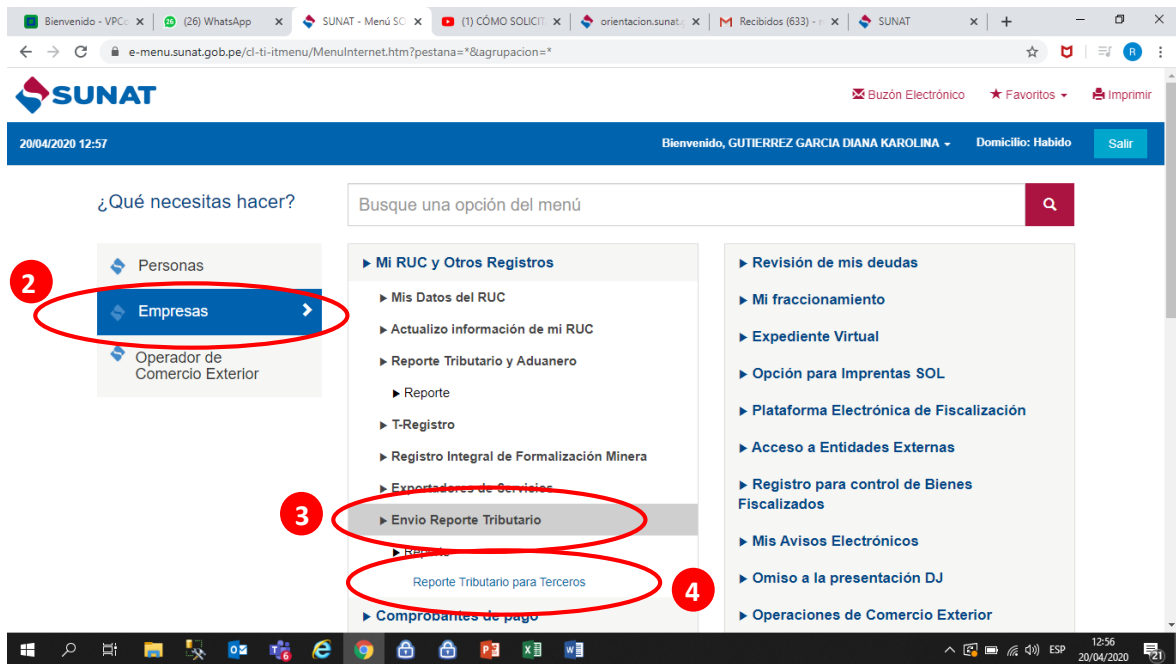 Bienvenido - VPCo
(26) WhatsApp
SUNAT - Menú SO
(1) CÓMO SOLICIT
orientacion.sunat.g
Recibidos (633) - r
SUNAT
e-menu.sunat.gob.pe/cl-ti-itmenu/MenuInternet.htm?pestana=*&agrupacion=*
R
SUNAT
Buzón Electrónico
Favoritos
Imprimir
20/04/2020 12:57
Bienvenido, GUTIERREZ GARCIA DIANA KAROLINA
Domicilio: Habido
Salir
¿Qué necesitas hacer?
Busque una opción del menú
Personas
2
Empresas
Operador de
Comercio Exterior
Mi RUC y Otros Registros
Mis Datos del RUC
Actualizo información de mi RUC
Reporte Tributario y Aduanero
Reporte
T-Registro
Registro Integral de Formalización Minera
Exportadores de Servicios
3
Envio Reporte Tributario
Reporte
Reporte Tributario para Terceros
4
Comprobantes de pago
Revisión de mis deudas
Mi fraccionamiento
Expediente Virtual
Opción para Imprentas SOL
Plataforma Electrónica de Fiscalización
Acceso a Entidades Externas
Registro para control de Bienes
Fiscalizados
Mis Avisos Electrónicos
Omiso a la presentación DJ
Operaciones de Comercio Exterior
ESP
12:56
20/04/2020
21